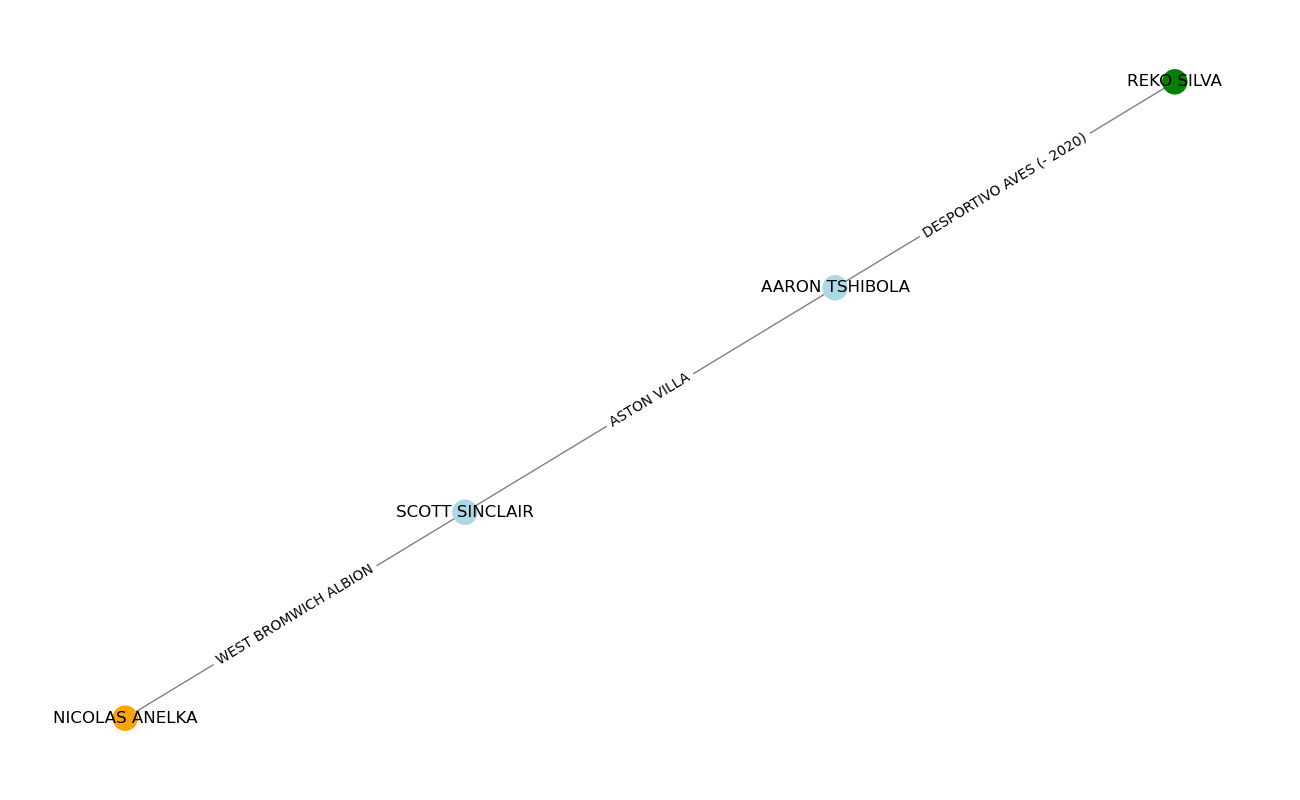 REKO SILVA
DESPORTIVO AVES (- 2020)
AARON TSHIBOLA
ASTON VILLA
SCOTT SINCLAIR
WEST BROMWICH ALBION
NICOLAS ANELKA